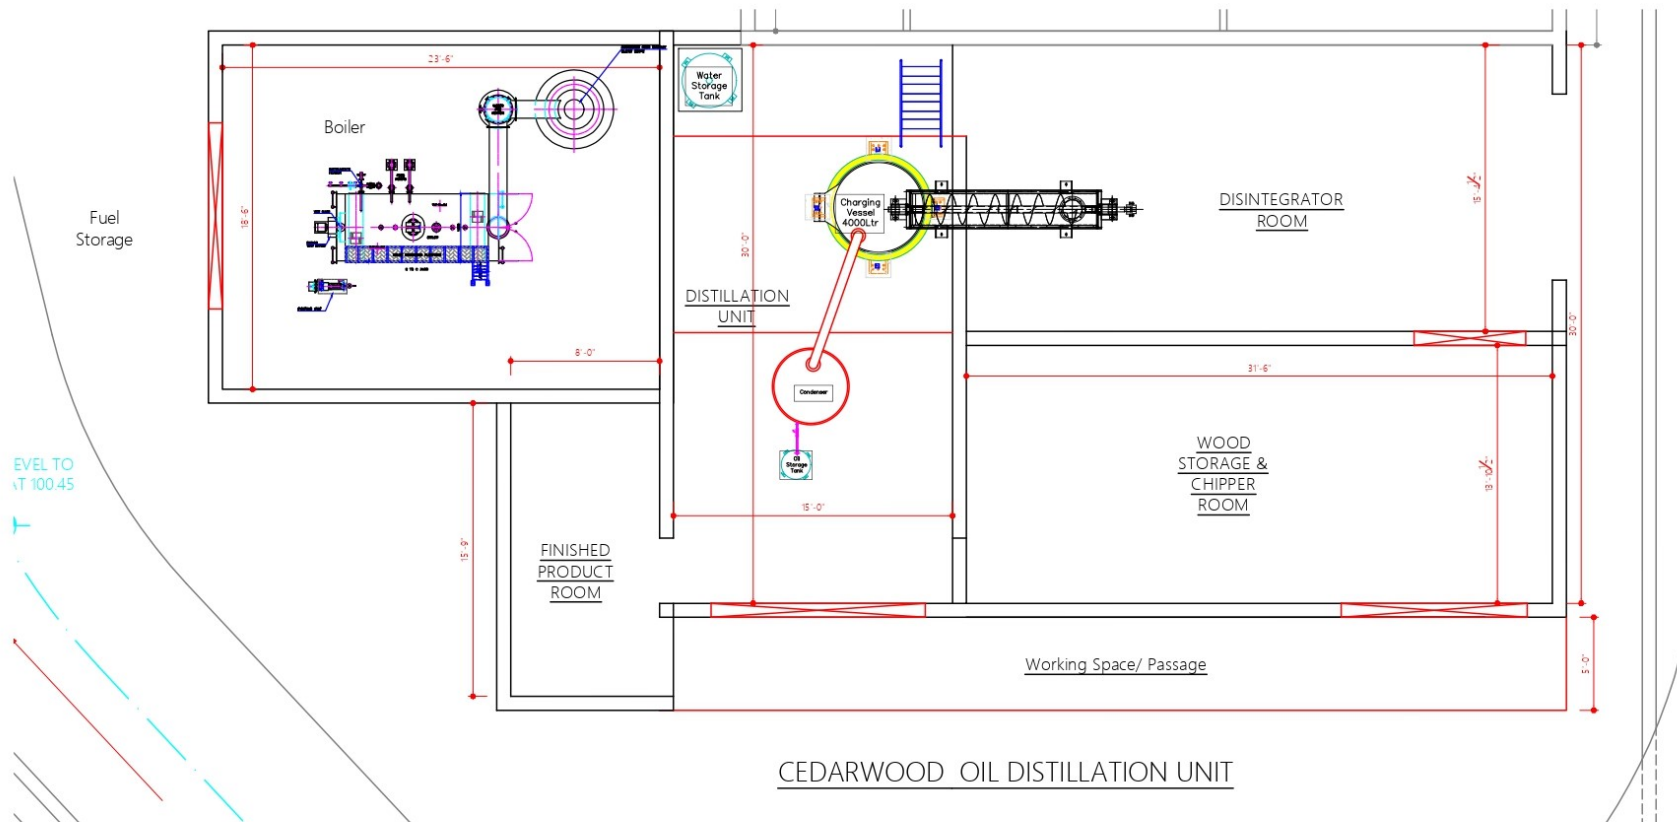 23'-6"
Boiler
Water
Storage
Tank
Fuel
Storage
18'-6"
Charging
Vessel
4000Ltr
DISINTEGRATOR
ROOM
30'-0"
30'-0"
DISTILLATION
UNIT
8'-0"
31'-6"
Condenser
WOOD
STORAGE &
CHIPPER
ROOM
EVEL TO
AT 100.45
Oil
Storage
Tank
15'-0"
15'-9"
FINISHED
PRODUCT
ROOM
Working Space/ Passage
5'-0"
CEDARWOOD OIL DISTILLATION UNIT